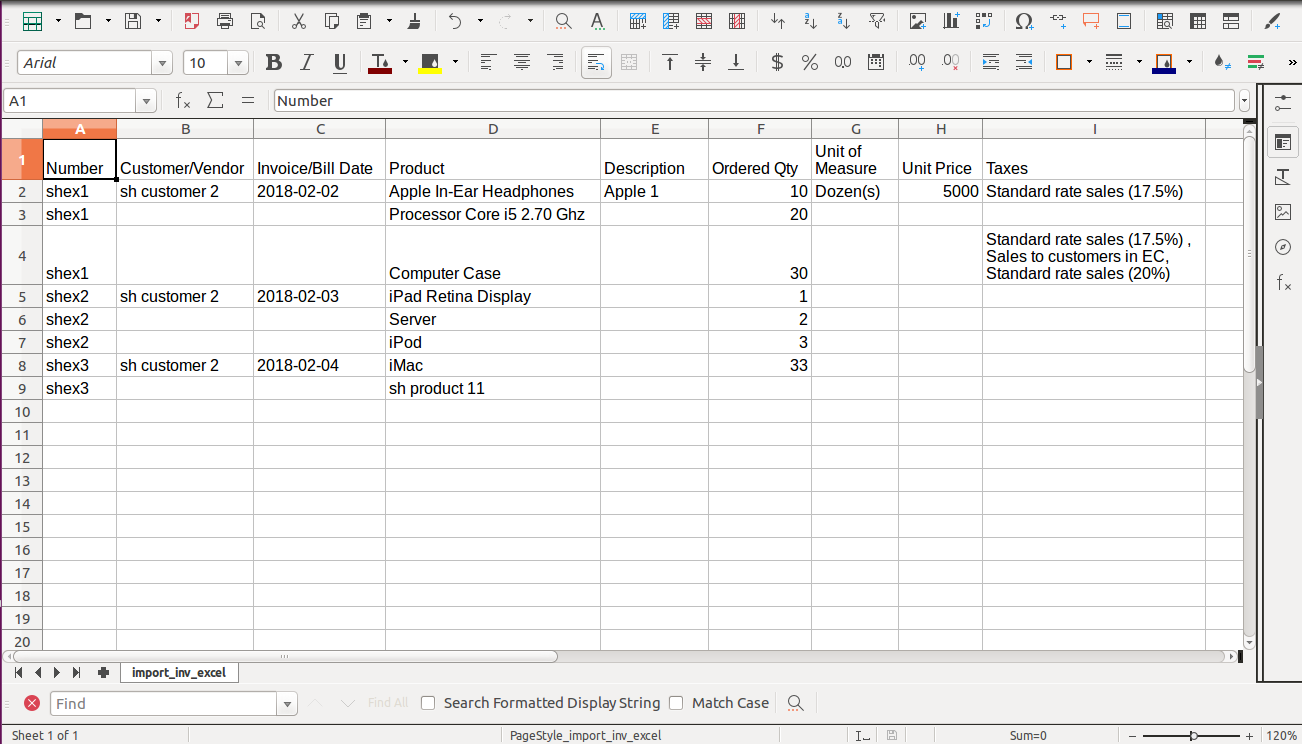 Arial 10
A1 Number
A B C D E F G H I
1 Number Customer/Vendor Invoice/Bill Date Product Description Ordered Qty Unit of Measure Unit Price Taxes
2 shex1 sh customer 2 2018-02-02 Apple In-Ear Headphones Apple 1 10 Dozen(s) 5000 Standard rate sales (17.5%)
3 shex1 Processor Core i5 2.70 Ghz 20
4 shex1 Computer Case 30 Standard rate sales (17.5%) ,
Sales to customers in EC,
Standard rate sales (20%)
5 shex2 sh customer 2 2018-02-03 iPad Retina Display 1
6 shex2 Server 2
7 shex2 iPod 3
8 shex3 sh customer 2 2018-02-04 iMac 33
9 shex3 sh product 11
10
11
12
13
14
15
16
17
18
19
20
import_inv_excel
Find Find All Search Formatted Display String Match Case
Sheet 1 of 1 PageStyle_import_inv_excel Sum=0 120%